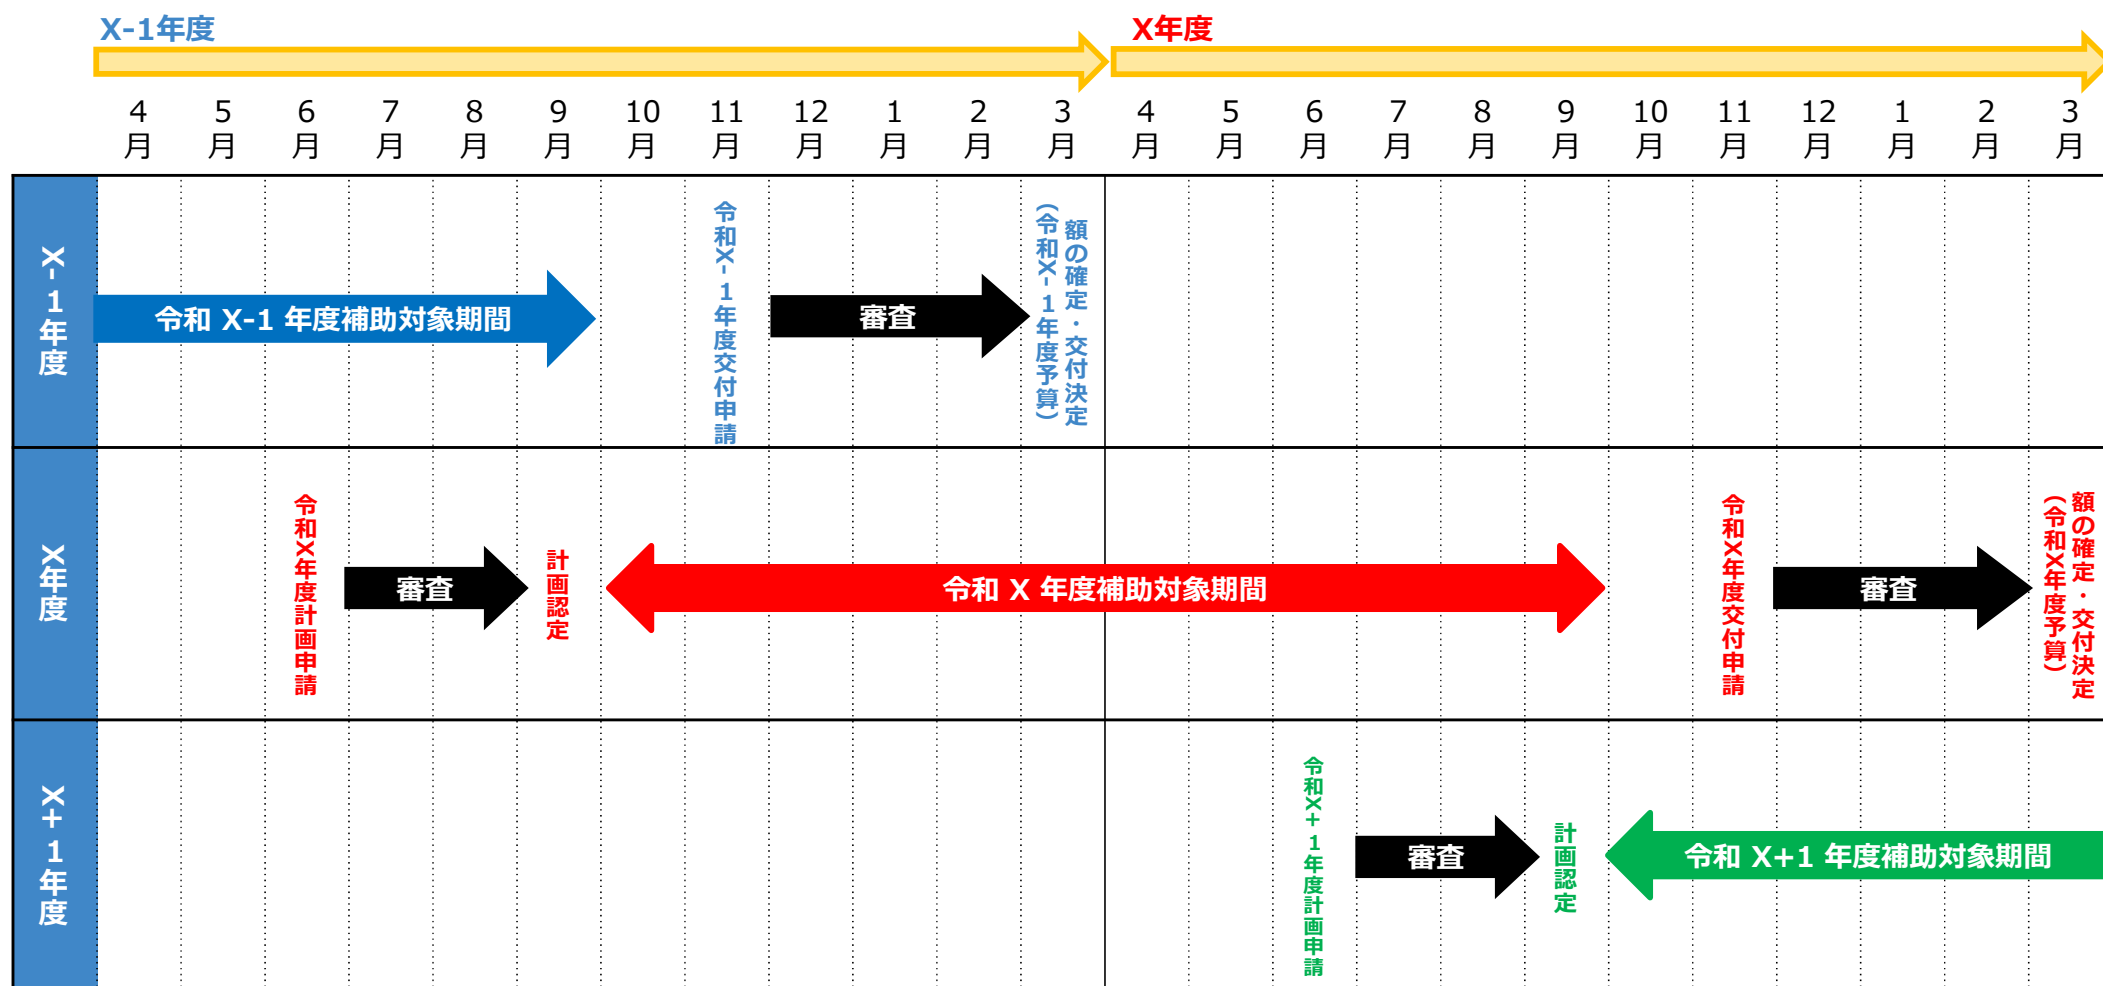 X-1年度
X年度
4月 5月 6月 7月 8月 9月 10月 11月 12月 1月 2月 3月 4月 5月 6月 7月 8月 9月 10月 11月 12月 1月 2月 3月
X-1年度
令和 X-1 年度補助対象期間
令和X-1年度交付申請
審査
額の確定・交付決定
(令和X-1年度予算)
X年度
令和X年度計画申請
審査
計画認定
令和 X 年度補助対象期間
令和X年度交付申請
審査
額の確定・交付決定
(令和X年度予算)
X+1年度
令和X+1年度計画申請
審査
計画認定
令和 X+1 年度補助対象期間